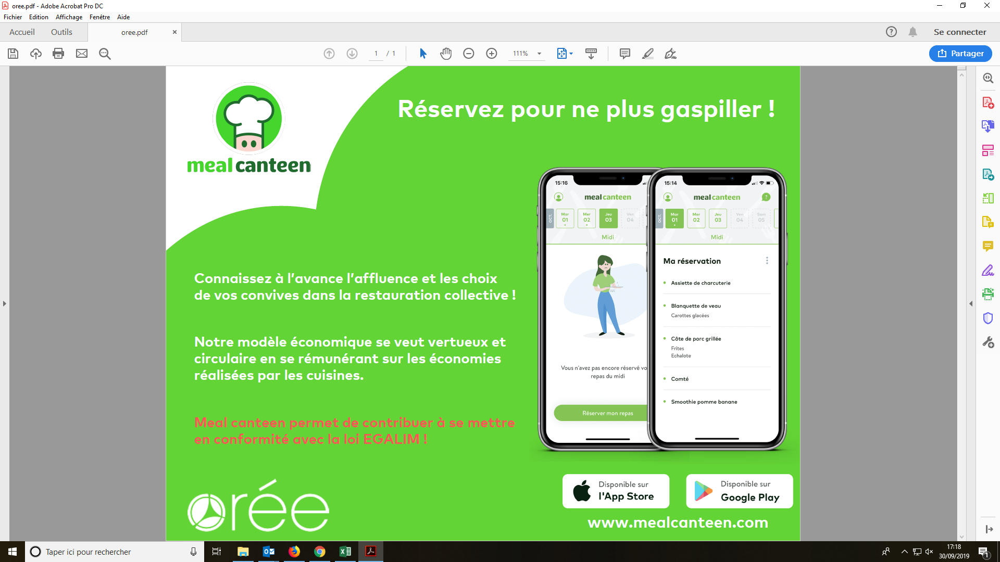 oree.pdf - Adobe Acrobat Pro DC
Fichier Edition Affichage Fenêtre Aide
Accueil Outils oree.pdf × Se connecter
1 / 1 111% Partager
meal canteen
Réservez pour ne plus gaspiller !
Connaissez à l'avance l'affluence et les choix
de vos convives dans la restauration collective !
Notre modèle économique se veut vertueux et
circulaire en se rémunérant sur les économies
réalisées par les cuisines.
Meal canteen permet de contribuer à se mettre
en conformité avec la loi EGALIM !
orée
15:16
meal canteen
OCT. Mar 01 Mer 02 Jeu 03 Ven 04
Midi
Vous n'avez pas encore réservé vo
repas du midi
Réserver mon repas
15:14
meal canteen
?
OCT. Mar 01 Mer 02 Jeu 03 Ven 04 Sam 05
Midi
Ma réservation
Assiette de charcuterie
Blanquette de veau
Carottes glacées
Côte de porc grillée
Frites
Echalote
Comté
Smoothie pomme banane
Disponible sur
l'App Store
Disponible sur
Google Play
www.mealcanteen.com
Taper ici pour rechercher
17:18
30/09/2019
1